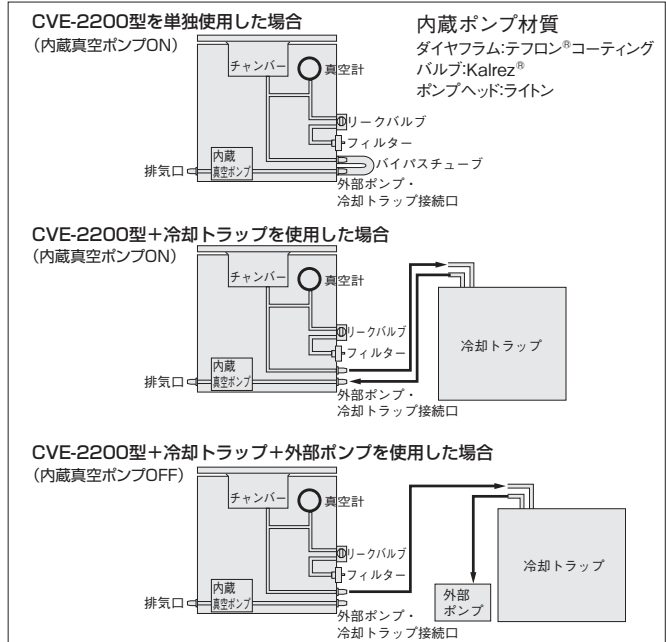 CVE-2200型を単独使用した場合
（内蔵真空ポンプON）
内蔵ポンプ材質
ダイヤフラム:テフロン®コーティング
バルブ:Kalrez®
ポンプヘッド:ライトン
チャンバー
真空計
リークバルブ
フィルター
バイパスチューブ
内蔵
真空ポンプ
排気口
外部ポンプ・
冷却トラップ接続口
CVE-2200型+冷却トラップを使用した場合
（内蔵真空ポンプON）
チャンバー
真空計
リークバルブ
フィルター
冷却トラップ
内蔵
真空ポンプ
排気口
外部ポンプ・
冷却トラップ接続口
CVE-2200型+冷却トラップ+外部ポンプを使用した場合
（内蔵真空ポンプOFF）
チャンバー
真空計
リークバルブ
フィルター
冷却トラップ
内蔵
真空ポンプ
排気口
外部
ポンプ
外部ポンプ・
冷却トラップ接続口